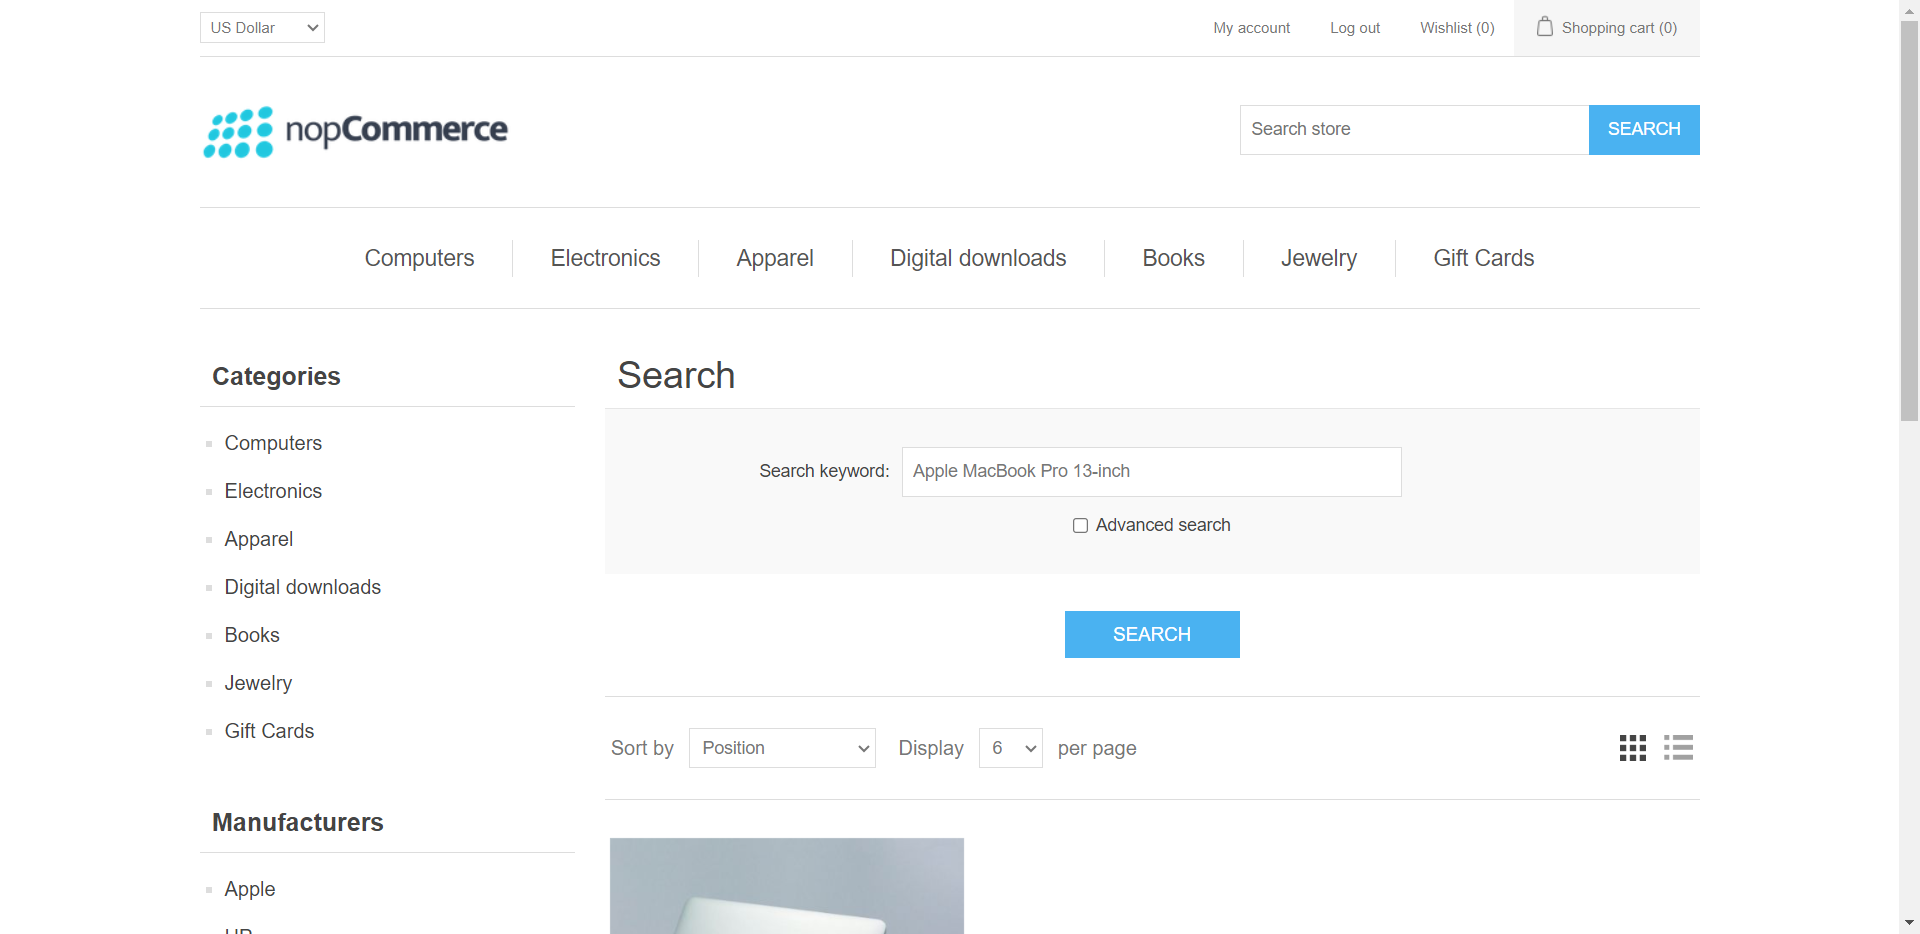 US Dollar
My account
Log out
Wishlist (0)
Shopping cart (0)
nopCommerce
Search store
SEARCH
Computers
Electronics
Apparel
Digital downloads
Books
Jewelry
Gift Cards
Categories
Computers
Electronics
Apparel
Digital downloads
Books
Jewelry
Gift Cards
Manufacturers
Apple
Search
Search keyword: Apple MacBook Pro 13-inch
Advanced search
SEARCH
Sort by Position Display 6 per page